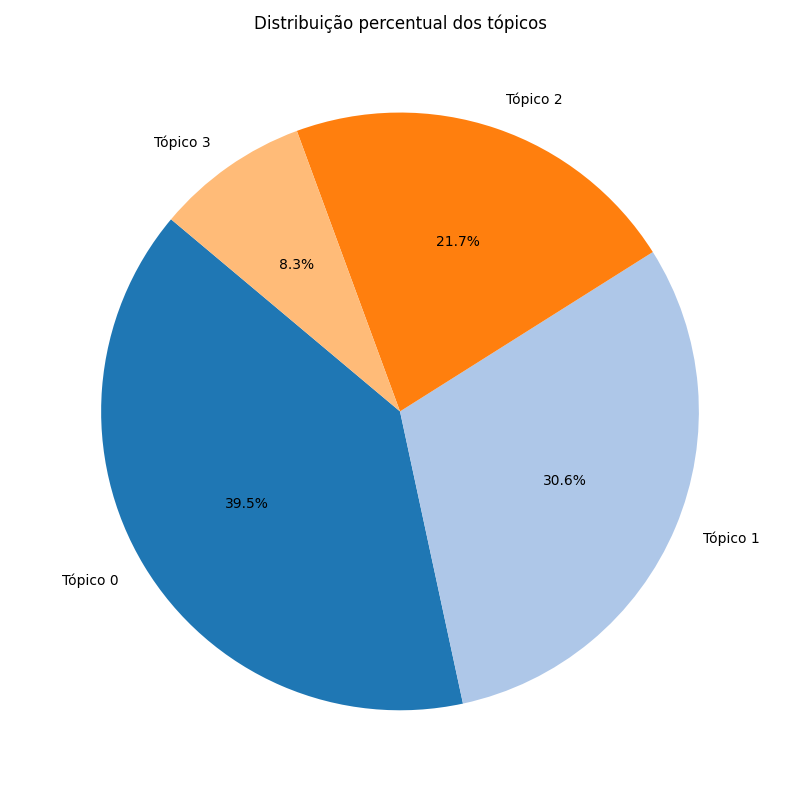 Distribuição percentual dos tópicos
Tópico 2
Tópico 3
21.7%
8.3%
30.6%
39.5%
Tópico 1
Tópico 0